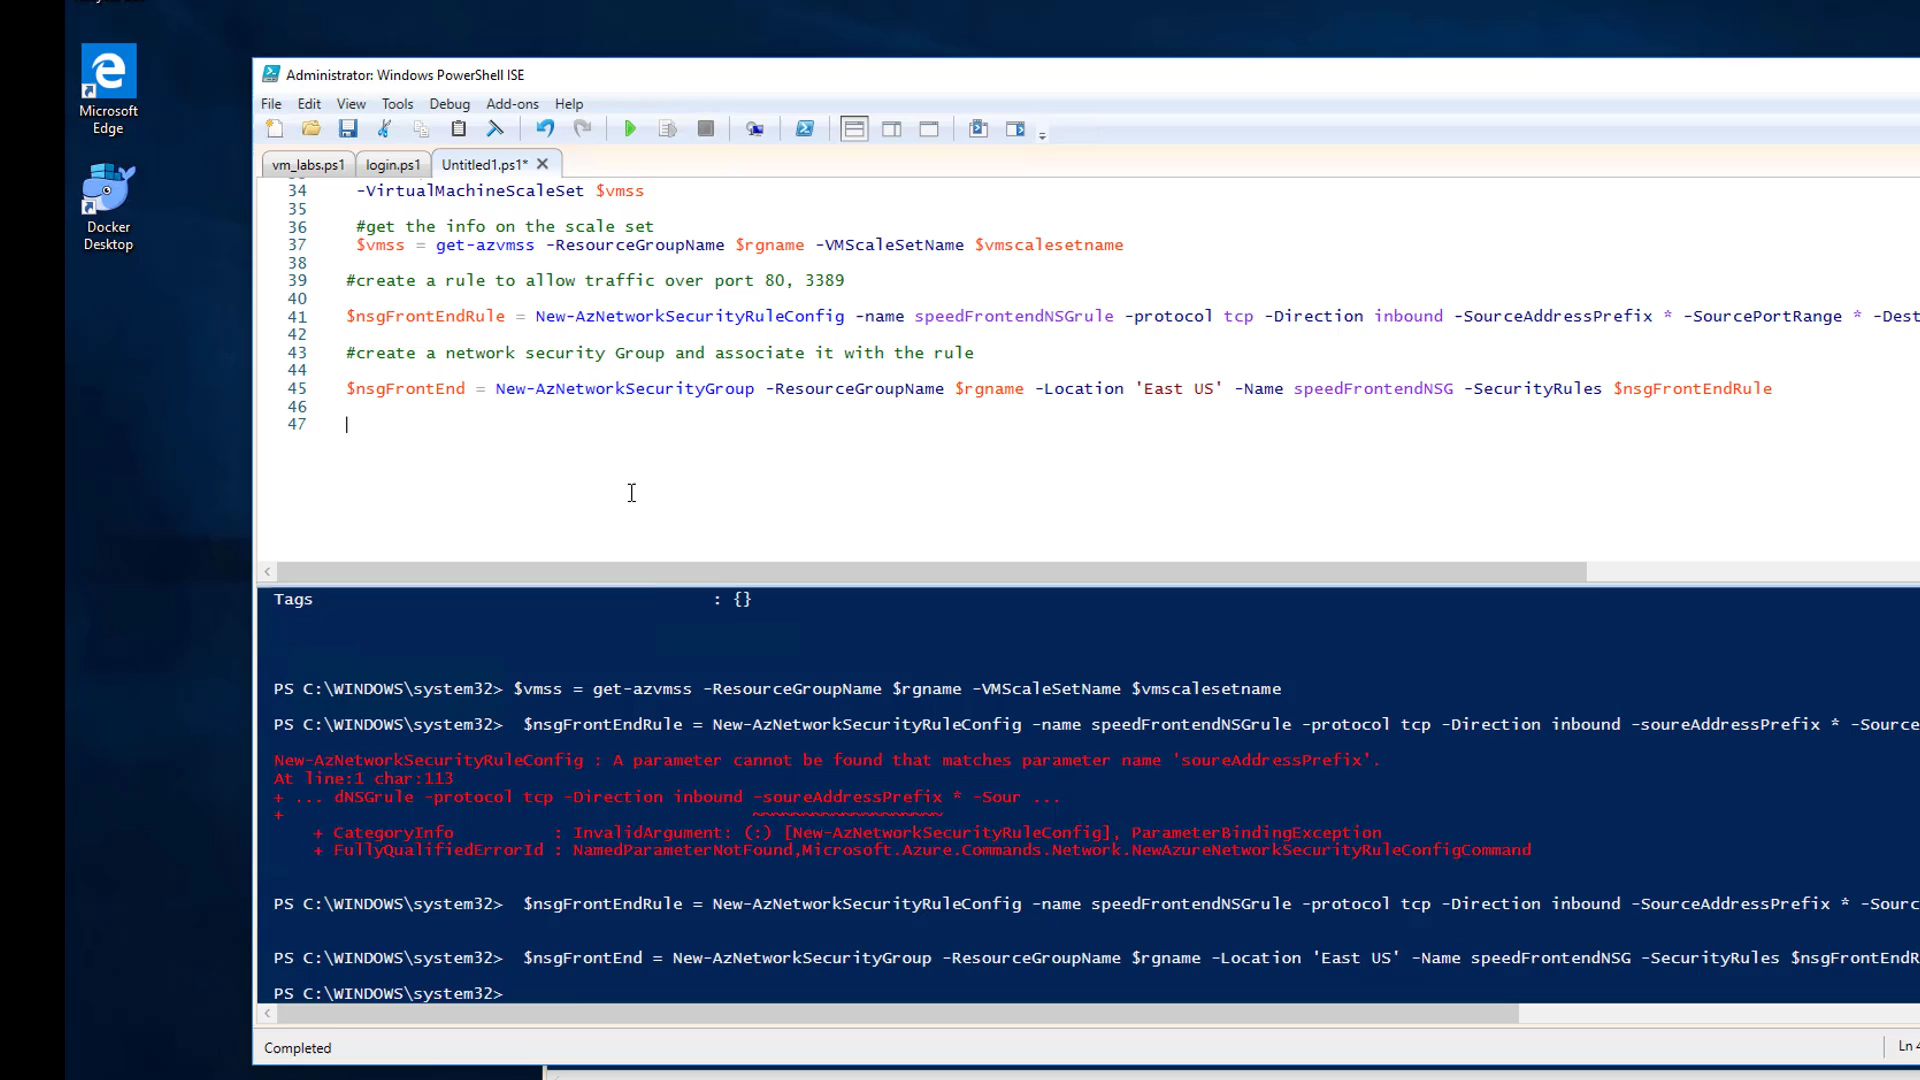 Microsoft
Edge
Docker
Desktop
Administrator: Windows PowerShell ISE
File Edit View Tools Debug Add-ons Help
vm_labs.ps1 login.ps1 Untitled1.ps1*
34 -VirtualMachineScaleSet $vmss
35
36 #get the info on the scale set
37 $vmss = get-azvmss -ResourceGroupName $rgname -VMScaleSetName $vmscalesetname
38
39 #create a rule to allow traffic over port 80, 3389
40
41 $nsgFrontEndRule = New-AzNetworkSecurityRuleConfig -name speedFrontendNSGrule -protocol tcp -Direction inbound -SourceAddressPrefix * -SourcePortRange * -Dest
42
43 #create a network security Group and associate it with the rule
44
45 $nsgFrontEnd = New-AzNetworkSecurityGroup -ResourceGroupName $rgname -Location 'East US' -Name speedFrontendNSG -SecurityRules $nsgFrontEndRule
46
47
Tags : {}
PS C:\WINDOWS\system32> $vmss = get-azvmss -ResourceGroupName $rgname -VMScaleSetName $vmscalesetname
PS C:\WINDOWS\system32> $nsgFrontEndRule = New-AzNetworkSecurityRuleConfig -name speedFrontendNSGrule -protocol tcp -Direction inbound -soureAddressPrefix * -Source
New-AzNetworkSecurityRuleConfig : A parameter cannot be found that matches parameter name 'soureAddressPrefix'.
At line:1 char:113
+ ... dNSGrule -protocol tcp -Direction inbound -soureAddressPrefix * -Sour ...
+ ~~~~~~~~~~~~~~~~~~~
+ CategoryInfo : InvalidArgument: (:) [New-AzNetworkSecurityRuleConfig], ParameterBindingException
+ FullyQualifiedErrorId : NamedParameterNotFound,Microsoft.Azure.Commands.Network.NewAzureNetworkSecurityRuleConfigCommand
PS C:\WINDOWS\system32> $nsgFrontEndRule = New-AzNetworkSecurityRuleConfig -name speedFrontendNSGrule -protocol tcp -Direction inbound -SourceAddressPrefix * -Sourc
PS C:\WINDOWS\system32> $nsgFrontEnd = New-AzNetworkSecurityGroup -ResourceGroupName $rgname -Location 'East US' -Name speedFrontendNSG -SecurityRules $nsgFrontEndR
PS C:\WINDOWS\system32>
Completed
Ln 4